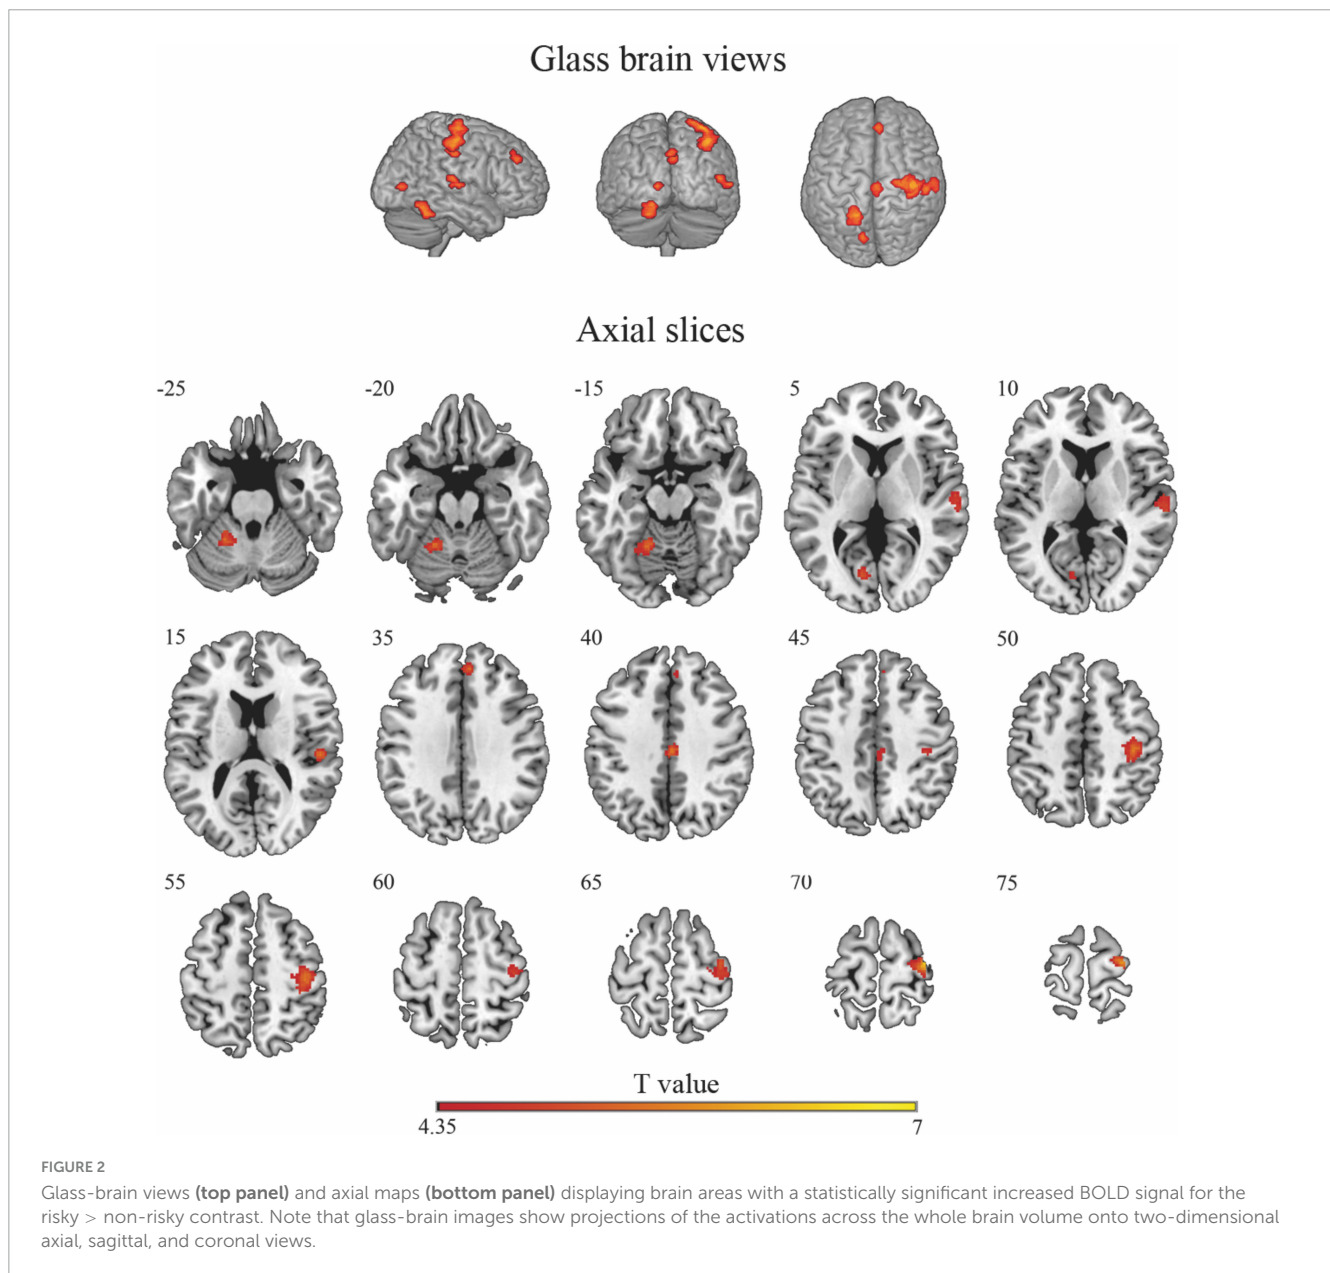 Glass brain views
Axial slices
-25 -20 -15 5 10
15 35 40 45 50
55 60 65 70 75
T value
4.35 7
FIGURE 2
Glass-brain views (top panel) and axial maps (bottom panel) displaying brain areas with a statistically significant increased BOLD signal for the
risky > non-risky contrast. Note that glass-brain images show projections of the activations across the whole brain volume onto two-dimensional
axial, sagittal, and coronal views.